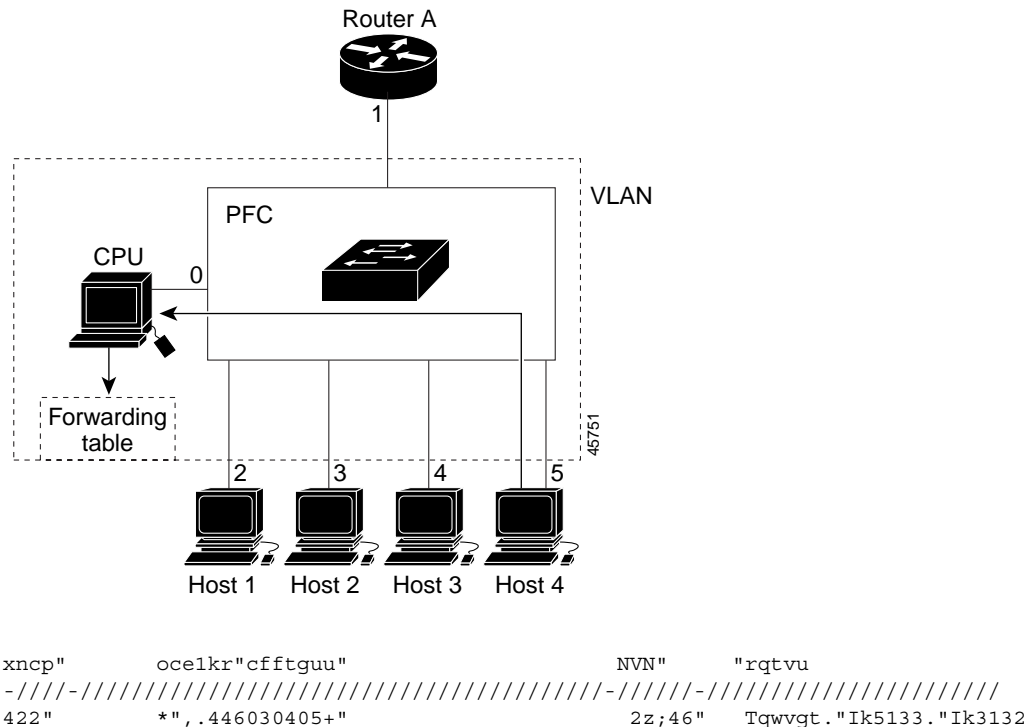 Router A
1
VLAN
PFC
CPU
0
Forwarding
table
45751
2 3 4 5
Host 1 Host 2 Host 3 Host 4
xncp" oce1kr"cfftguu" NVN" "rqtvu
-////-/////////////////////////////////////////-//////-///////////////////////
422" *",.446030405+" 2z;46" Tqwvgt."Ik5133."Ik3132